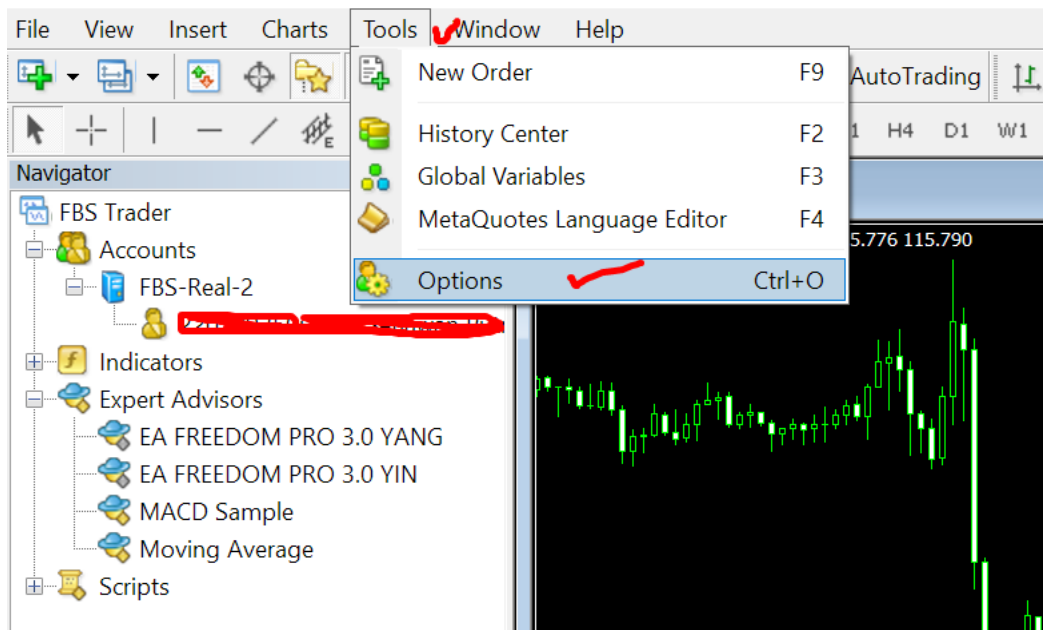 File View Insert Charts Tools Window Help
New Order F9
AutoTrading
History Center F2
H4 D1 W1
Global Variables F3
MetaQuotes Language Editor F4
Options Ctrl+O
Navigator
FBS Trader
Accounts
FBS-Real-2
Indicators
Expert Advisors
EA FREEDOM PRO 3.0 YANG
EA FREEDOM PRO 3.0 YIN
MACD Sample
Moving Average
Scripts
5.776 115.790